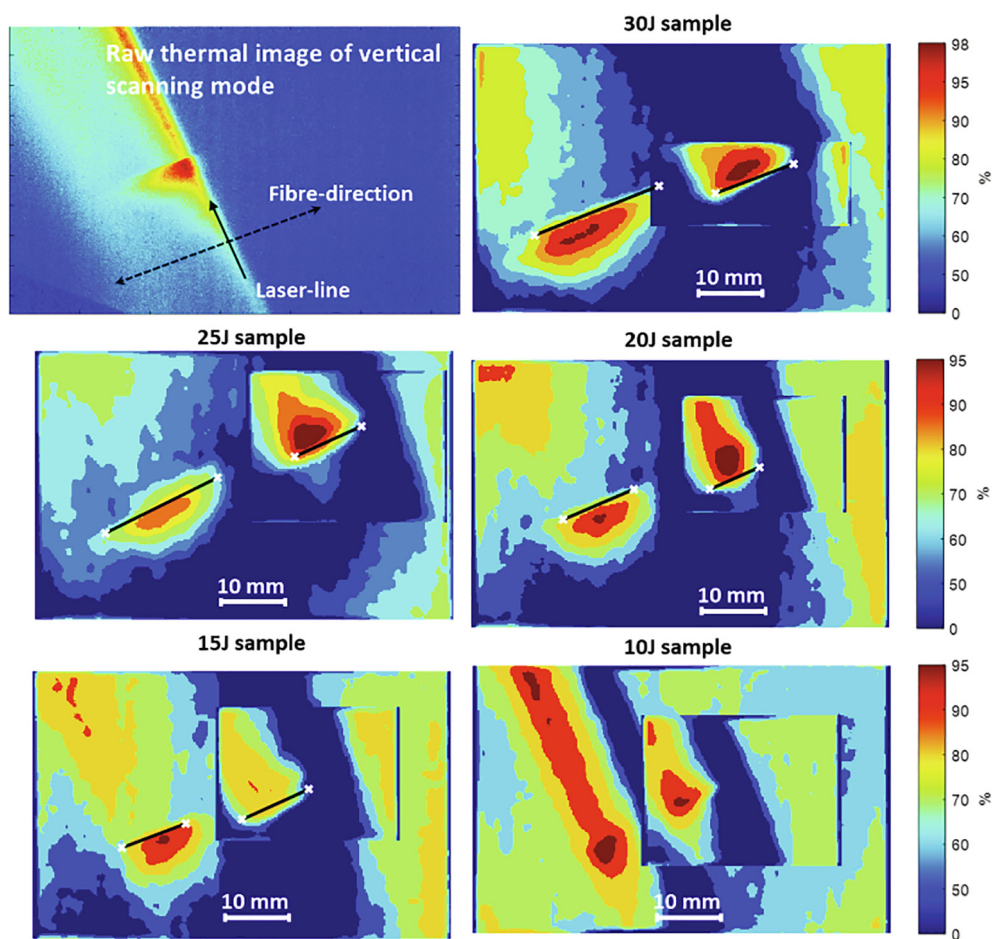 Raw thermal image of vertical
scanning mode
Fibre-direction
Laser-line
30J sample
10 mm
98
95
90
80
70
60
50
0
%
25J sample
10 mm
20J sample
10 mm
95
90
80
70
60
50
0
%
15J sample
10 mm
10J sample
10 mm
95
90
80
70
60
50
0
%